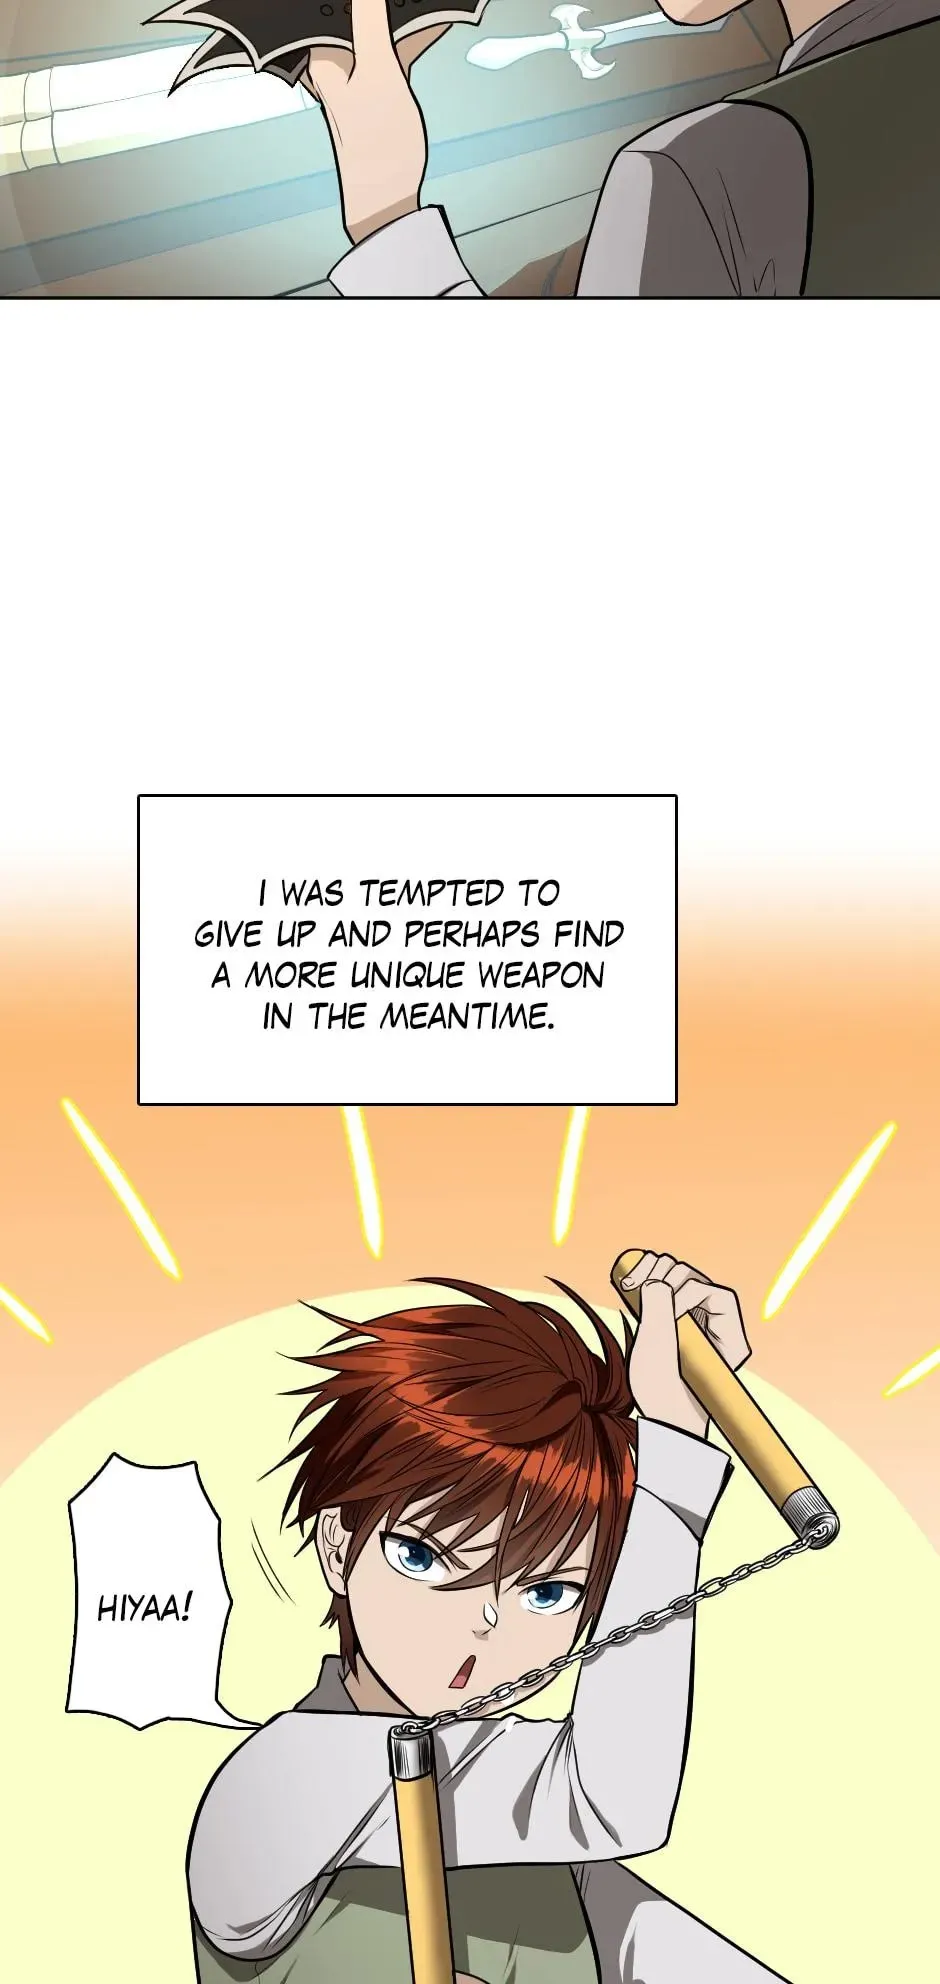 I WAS TEMPTED TO
GIVE UP AND PERHAPS FIND
A MORE UNIQUE WEAPON
IN THE MEANTIME.
HIYAA!